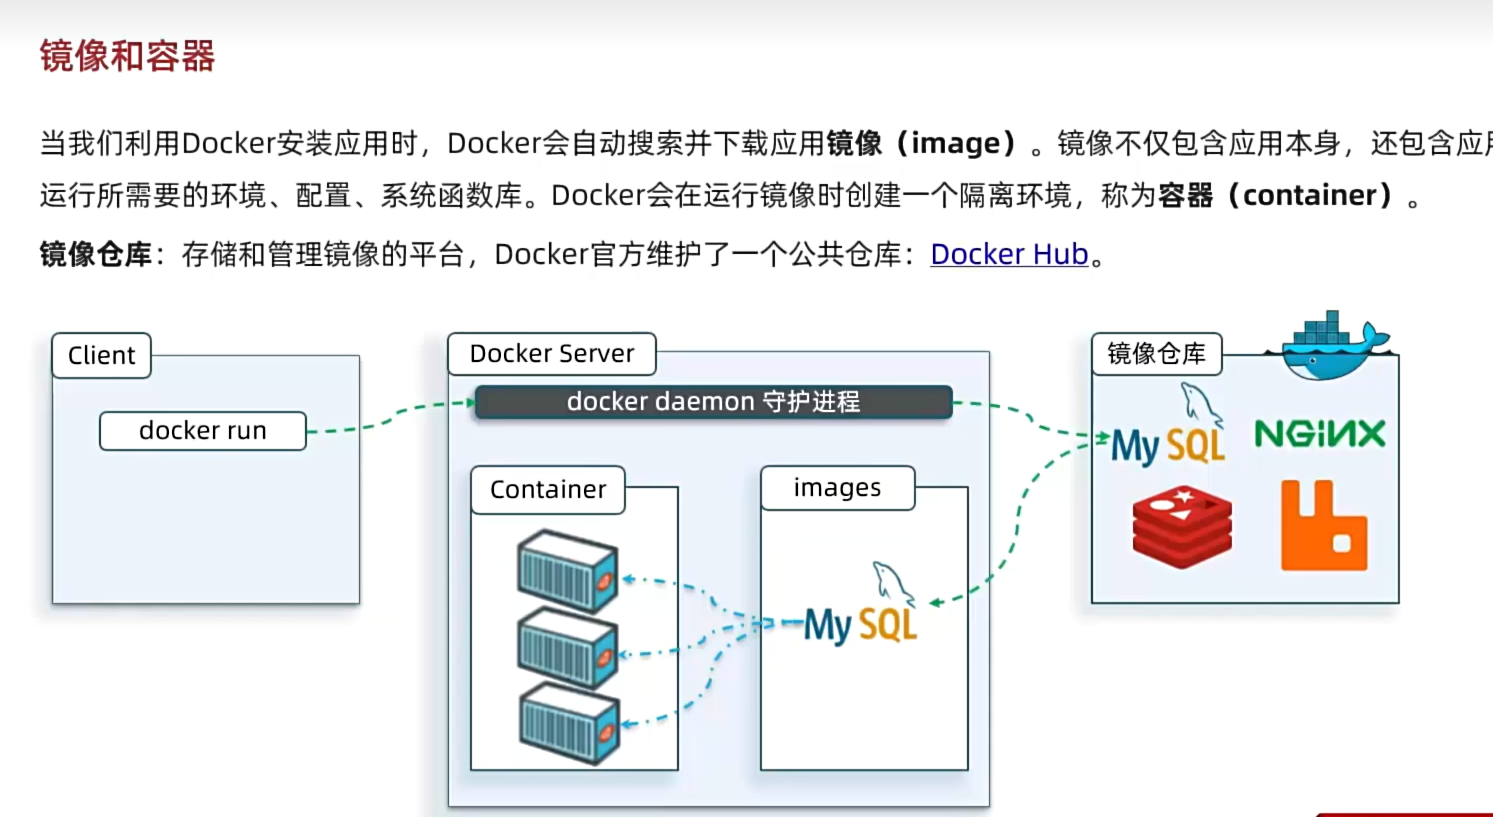 镜像和容器
当我们利用Docker安装应用时，Docker会自动搜索并下载应用镜像（image）。镜像不仅包含应用本身，还包含应
运行所需要的环境、配置、系统函数库。Docker会在运行镜像时创建一个隔离环境，称为容器（container）。
镜像仓库：存储和管理镜像的平台，Docker官方维护了一个公共仓库：Docker Hub。
Client
docker run
Docker Server
docker daemon 守护进程
Container
images
MySQL
镜像仓库
MySQL
NGINX